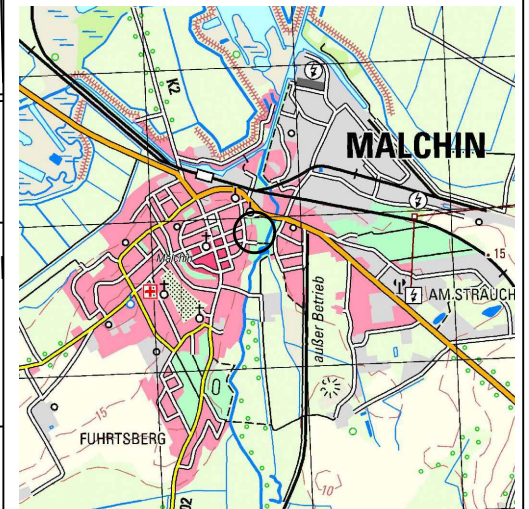 K2
MALCHIN
Malchin
15
AM STRAUCH
außer Betrieb
15
FUHRTSBERG
10
02